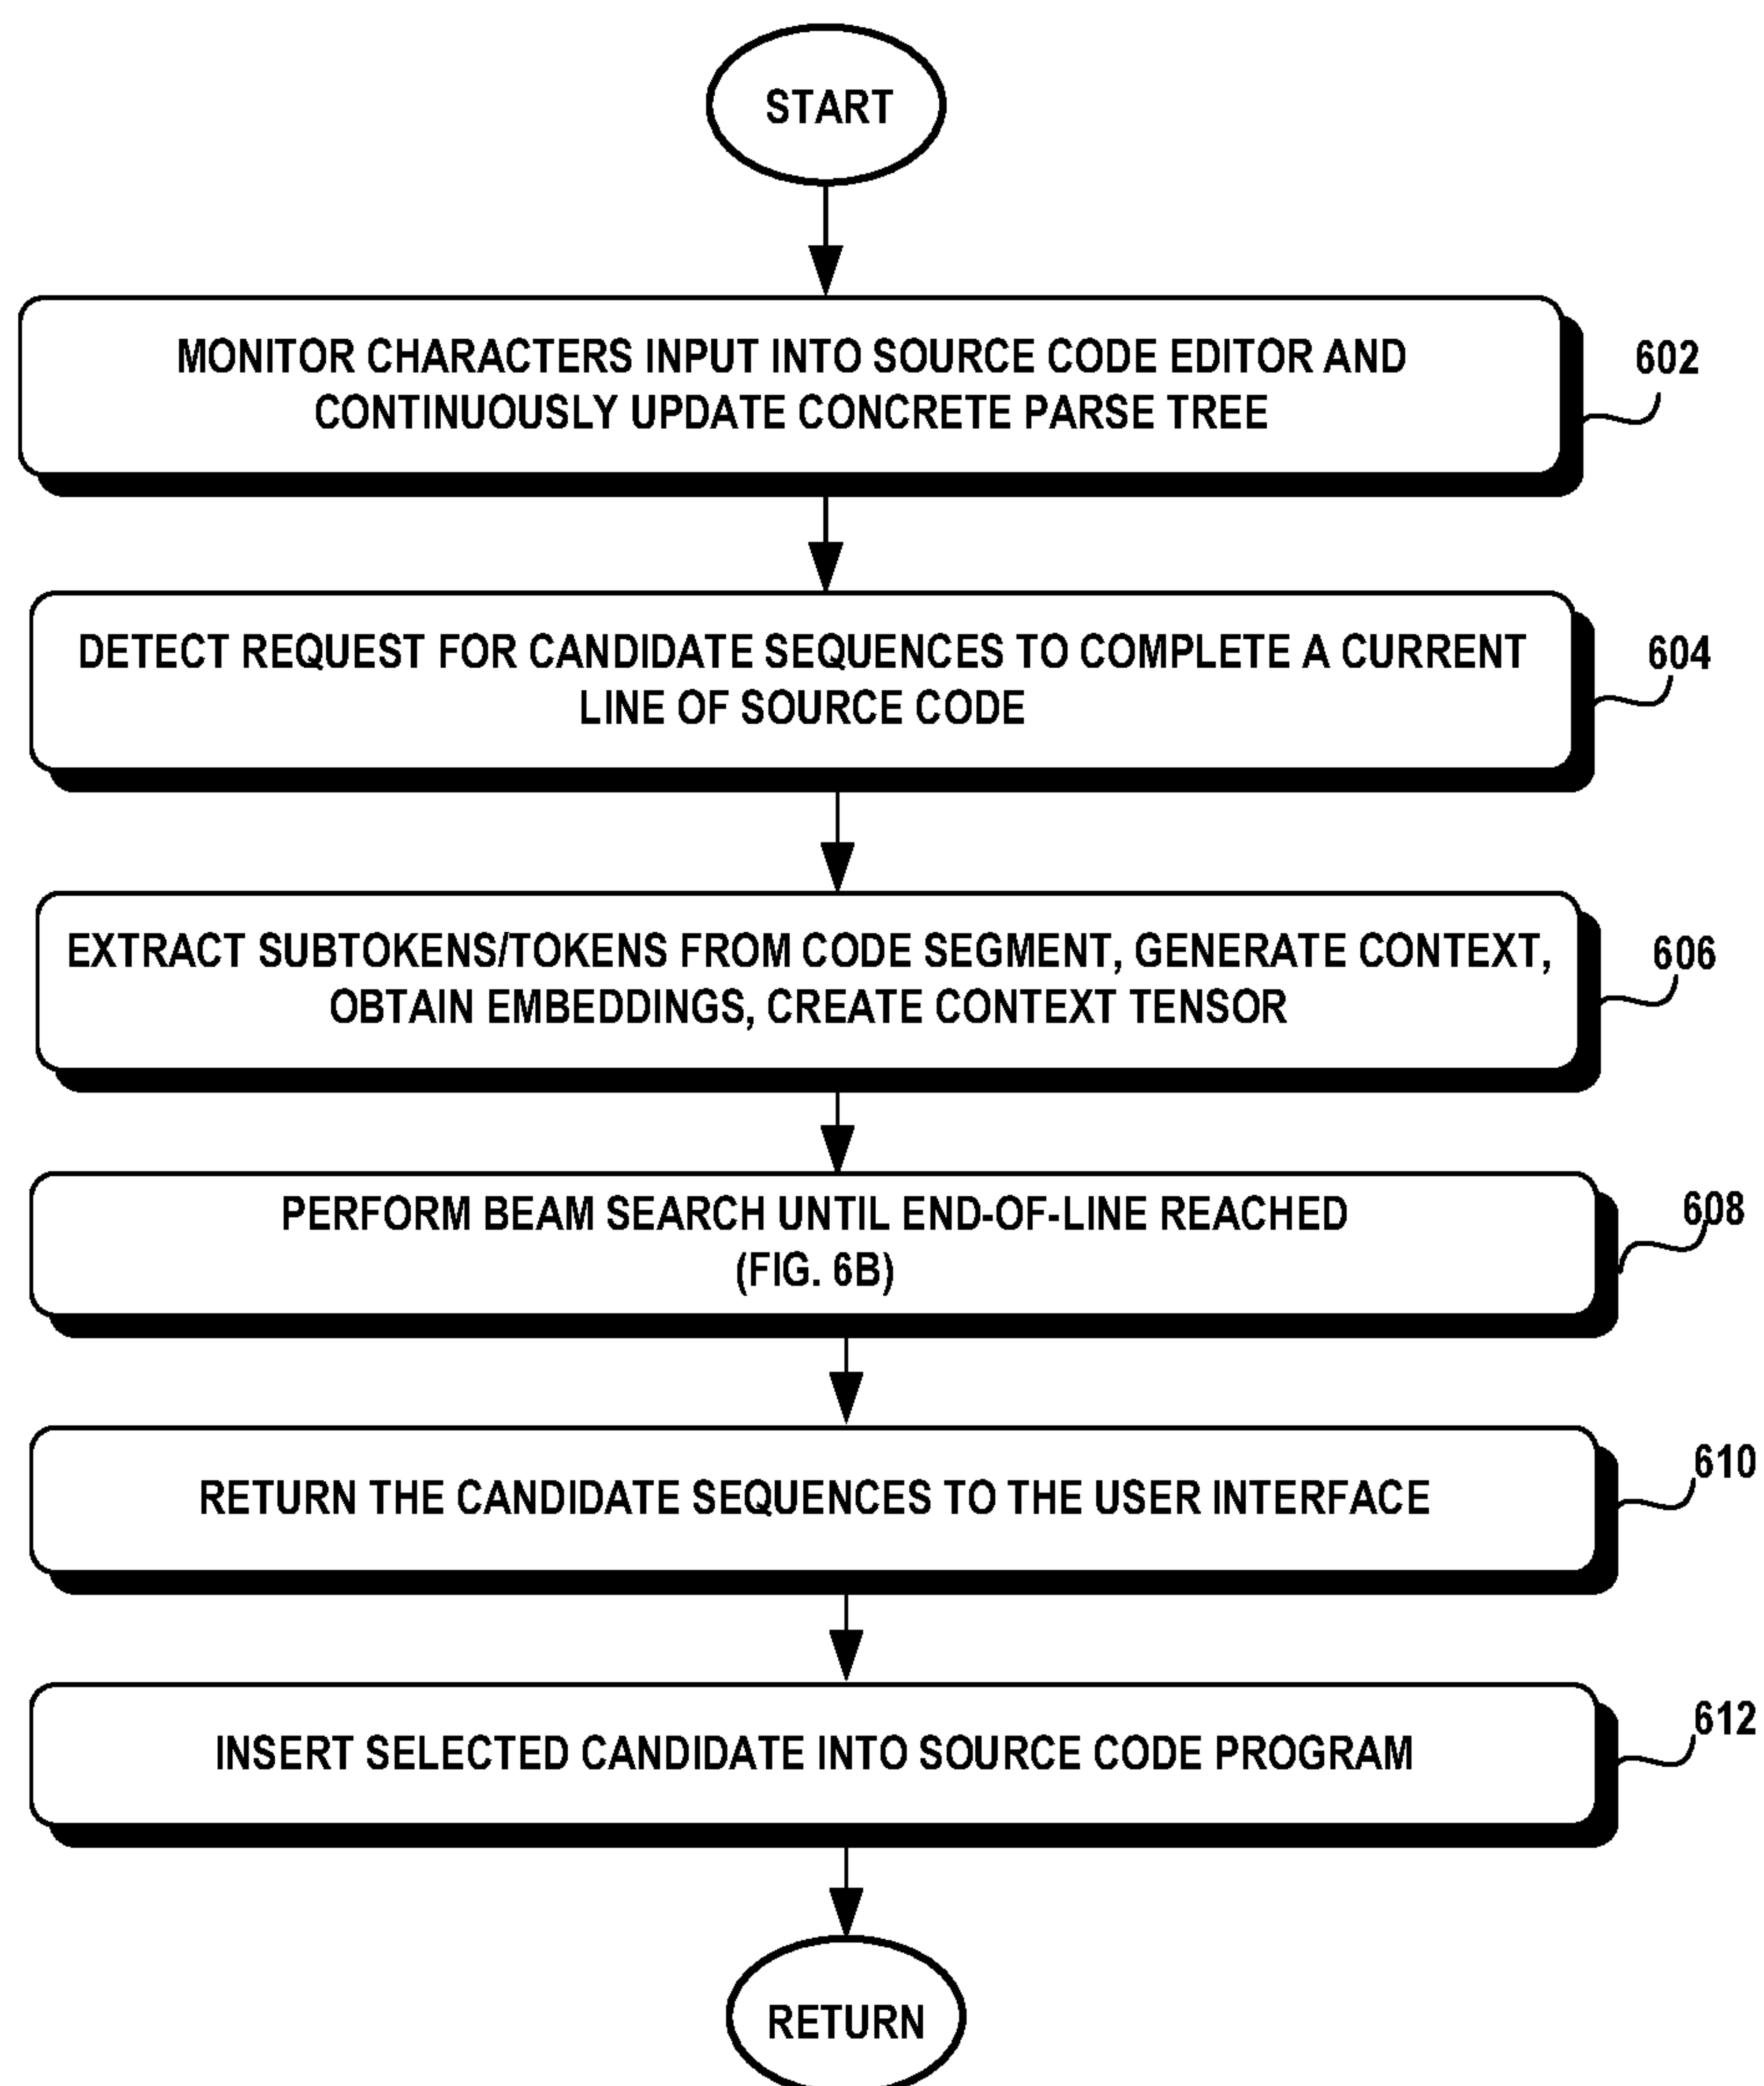 START
MONITOR CHARACTERS INPUT INTO SOURCE CODE EDITOR AND
CONTINUOUSLY UPDATE CONCRETE PARSE TREE
602
DETECT REQUEST FOR CANDIDATE SEQUENCES TO COMPLETE A CURRENT
LINE OF SOURCE CODE
604
EXTRACT SUBTOKENS/TOKENS FROM CODE SEGMENT, GENERATE CONTEXT,
OBTAIN EMBEDDINGS, CREATE CONTEXT TENSOR
606
PERFORM BEAM SEARCH UNTIL END-OF-LINE REACHED
(FIG. 6B)
608
RETURN THE CANDIDATE SEQUENCES TO THE USER INTERFACE
610
INSERT SELECTED CANDIDATE INTO SOURCE CODE PROGRAM
612
RETURN